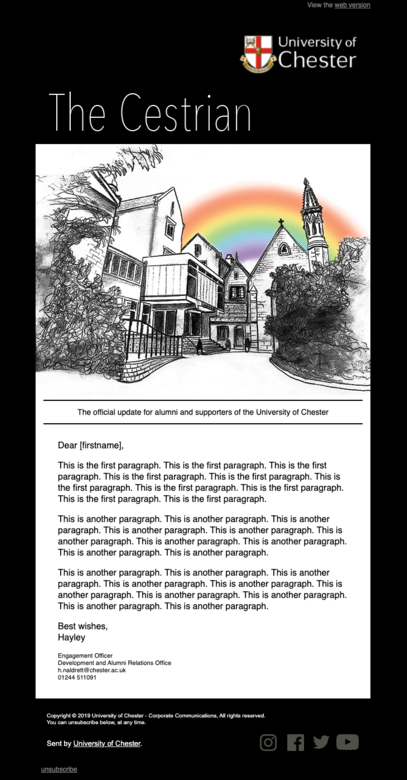 View the web version
University of
Chester
The Cestrian
The official update for alumni and supporters of the University of Chester
Dear [firstname],
This is the first paragraph. This is the first paragraph. This is the first
paragraph. This is the first paragraph. This is the first paragraph. This is
the first paragraph. This is the first paragraph. This is the first paragraph.
This is the first paragraph. This is the first paragraph.
This is another paragraph. This is another paragraph. This is another
paragraph. This is another paragraph. This is another paragraph. This is
another paragraph. This is another paragraph. This is another paragraph.
This is another paragraph. This is another paragraph.
This is another paragraph. This is another paragraph. This is another
paragraph. This is another paragraph. This is another paragraph. This is
another paragraph. This is another paragraph. This is another paragraph.
This is another paragraph. This is another paragraph.
Best wishes,
Hayley
Engagement Officer
Development and Alumni Relations Office
h.naldrett@chester.ac.uk
01244 511091
Copyright © 2019 University of Chester - Corporate Communications, All rights reserved.
You can unsubscribe below, at any time.
Sent by University of Chester.
unsubscribe